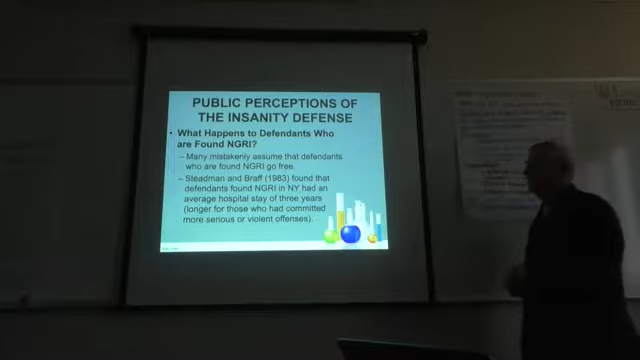 PUBLIC PERCEPTIONS OF
THE INSANITY DEFENSE
• What Happens to Defendants Who
are Found NGRI?
– Many mistakenly assume that defendants
who are found NGRI go free.
– Steadman and Braff (1983) found that
defendants found NGRI in NY had an
average hospital stay of three years
(longer for those who had committed
more serious or violent offenses).